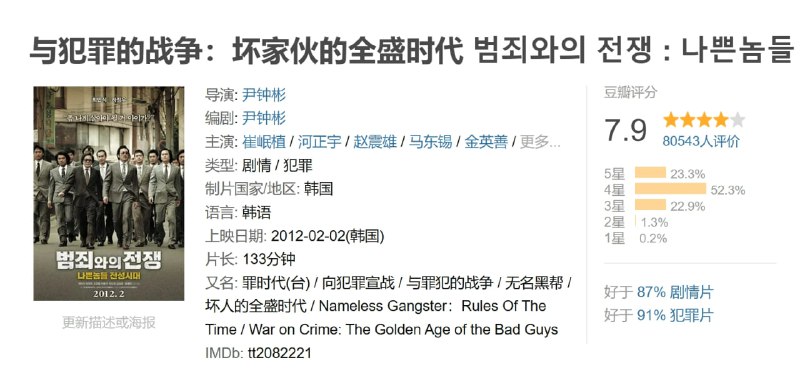 与犯罪的战争：坏家伙的全盛时代 범죄와의 전쟁 : 나쁜놈들
导演: 尹钟彬
编剧: 尹钟彬
主演: 崔岷植 / 河正宇 / 赵震雄 / 马东锡 / 金英善 / 更多...
类型: 剧情 / 犯罪
制片国家/地区: 韩国
语言: 韩语
上映日期: 2012-02-02(韩国)
片长: 133分钟
又名: 罪时代(台) / 向犯罪宣战 / 与罪犯的战争 / 无名黑帮 /
坏人的全盛时代 / Nameless Gangster：Rules Of The
Time / War on Crime: The Golden Age of the Bad Guys
IMDb: tt2082221
범죄와의 전쟁
나쁜놈들 전성시대
2012.2
更新描述或海报
豆瓣评分
7.9
80543人评价
5星 23.3%
4星 52.3%
3星 22.9%
2星 1.3%
1星 0.2%
好于 87% 剧情片
好于 91% 犯罪片